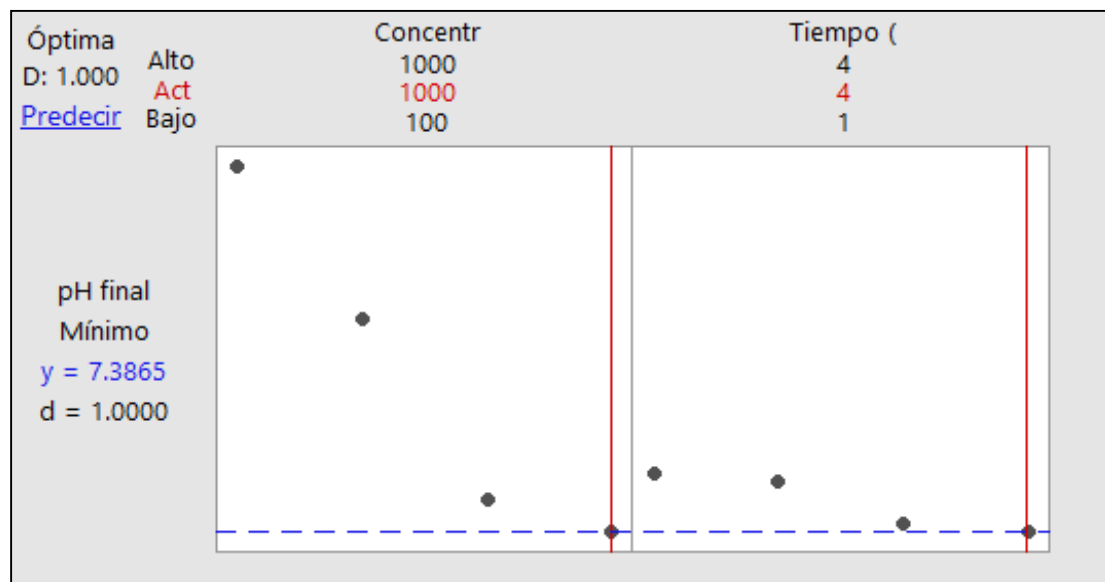 Óptima
D: 1.000
Predecir
Alto
Act
Bajo
Concentr
1000
1000
100
Tiempo (
4
4
1
pH final
Mínimo
y = 7.3865
d = 1.0000